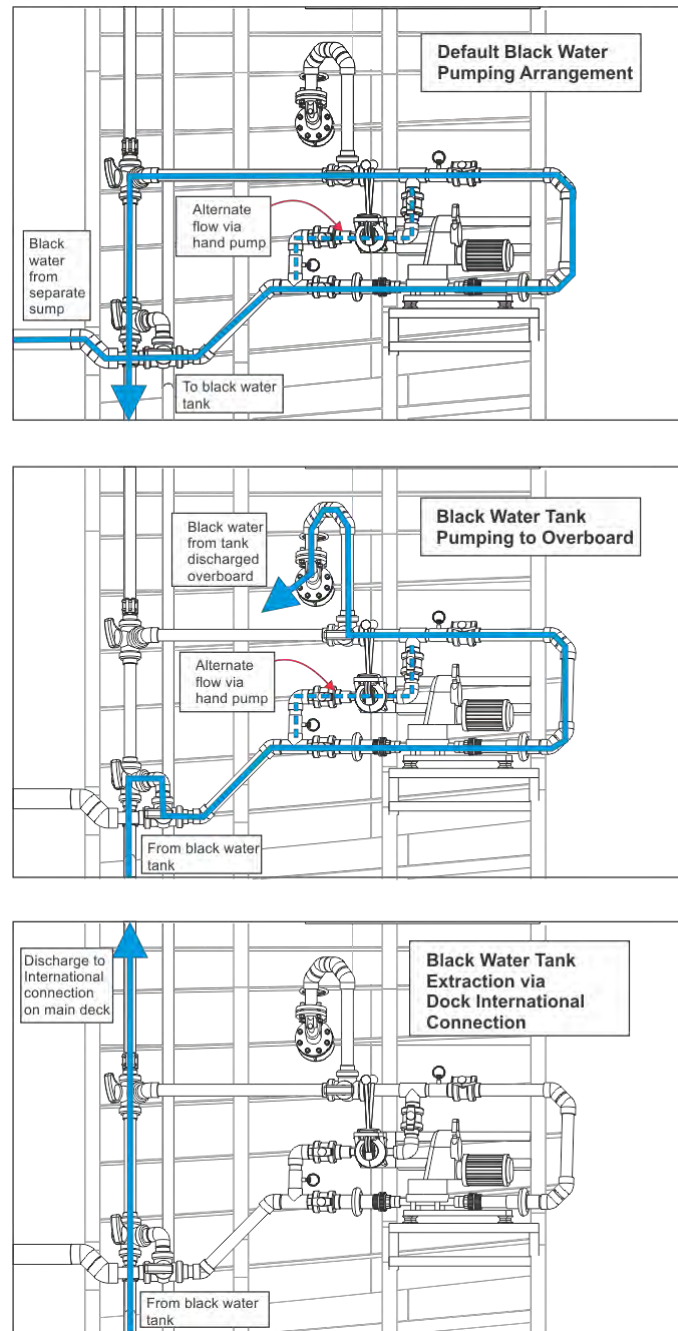 Default Black Water
Pumping Arrangement
Alternate
flow via
hand pump
Black
water
from
separate
sump
To black water
tank
Black Water Tank
Pumping to Overboard
Black water
from tank
discharged
overboard
Alternate
flow via
hand pump
From black water
tank
Discharge to
International
connection
on main deck
Black Water Tank
Extraction via
Dock International
Connection
From black water
tank